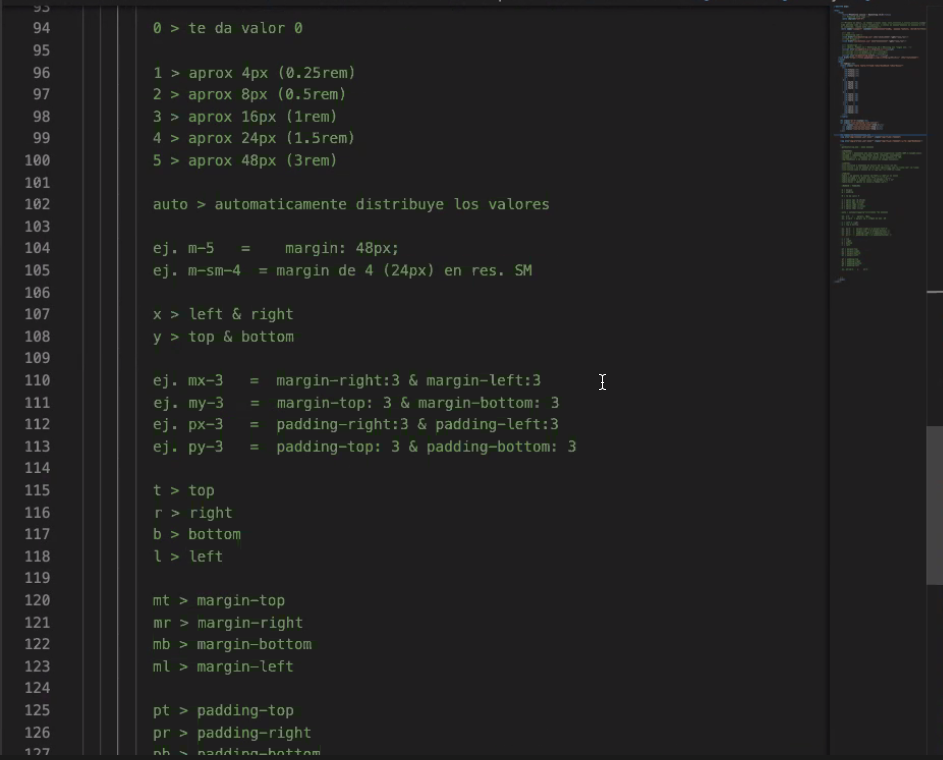 94 0 > te da valor 0
95
96 1 > aprox 4px (0.25rem)
97 2 > aprox 8px (0.5rem)
98 3 > aprox 16px (1rem)
99 4 > aprox 24px (1.5rem)
100 5 > aprox 48px (3rem)
101
102 auto > automaticamente distribuye los valores
103
104 ej. m-5 = margin: 48px;
105 ej. m-sm-4 = margin de 4 (24px) en res. SM
106
107 x > left & right
108 y > top & bottom
109
110 ej. mx-3 = margin-right:3 & margin-left:3
111 ej. my-3 = margin-top: 3 & margin-bottom: 3
112 ej. px-3 = padding-right:3 & padding-left:3
113 ej. py-3 = padding-top: 3 & padding-bottom: 3
114
115 t > top
116 r > right
117 b > bottom
118 l > left
119
120 mt > margin-top
121 mr > margin-right
122 mb > margin-bottom
123 ml > margin-left
124
125 pt > padding-top
126 pr > padding-right
127 pb > padding-bottom